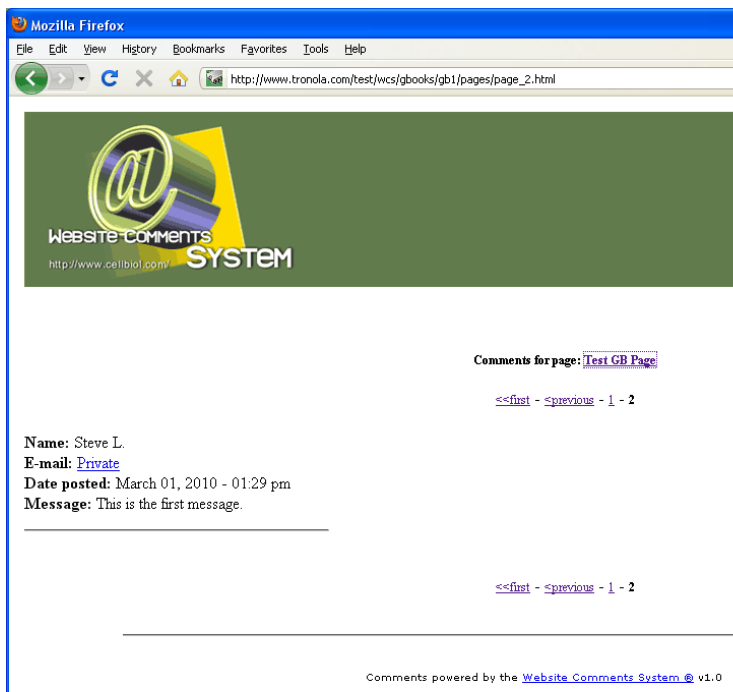 Mozilla Firefox
File Edit View History Bookmarks Favorites Tools Help
http://www.tronola.com/test/wcs/gbooks/gb1/pages/page_2.html
@
WEBSITE COMMENTS
SYSTEM
http://www.cellbiol.com/
Comments for page: Test GB Page
<<first - <previous - 1 - 2
Name: Steve L.
E-mail: Private
Date posted: March 01, 2010 - 01:29 pm
Message: This is the first message.
<<first - <previous - 1 - 2
Comments powered by the Website Comments System @ v1.0